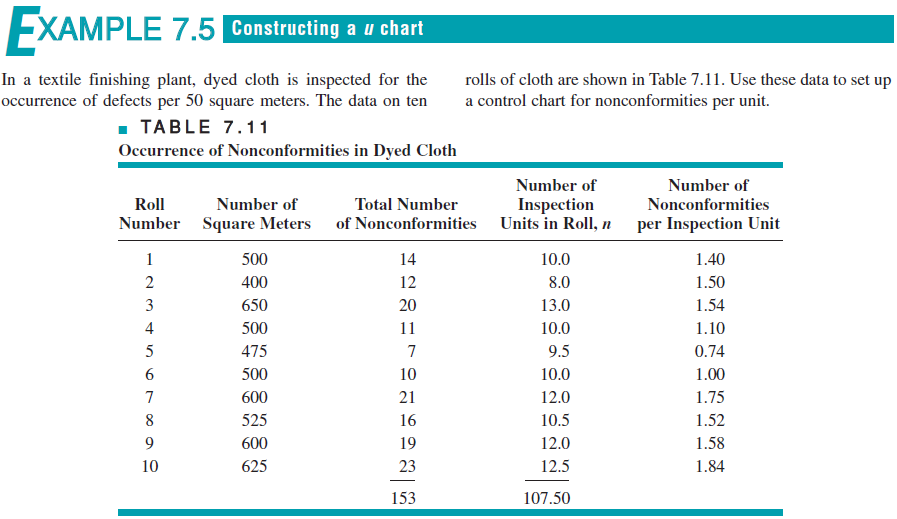 EXAMPLE 7.5 Constructing a u chart
In a textile finishing plant, dyed cloth is inspected for the
occurrence of defects per 50 square meters. The data on ten
rolls of cloth are shown in Table 7.11. Use these data to set up
a control chart for nonconformities per unit.
■ TABLE 7.11
Occurrence of Nonconformities in Dyed Cloth
Number of Number of
Roll Number of Total Number Inspection Nonconformities
Number Square Meters of Nonconformities Units in Roll, n per Inspection Unit
1 500 14 10.0 1.40
2 400 12 8.0 1.50
3 650 20 13.0 1.54
4 500 11 10.0 1.10
5 475 7 9.5 0.74
6 500 10 10.0 1.00
7 600 21 12.0 1.75
8 525 16 10.5 1.52
9 600 19 12.0 1.58
10 625 23 12.5 1.84
153 107.50